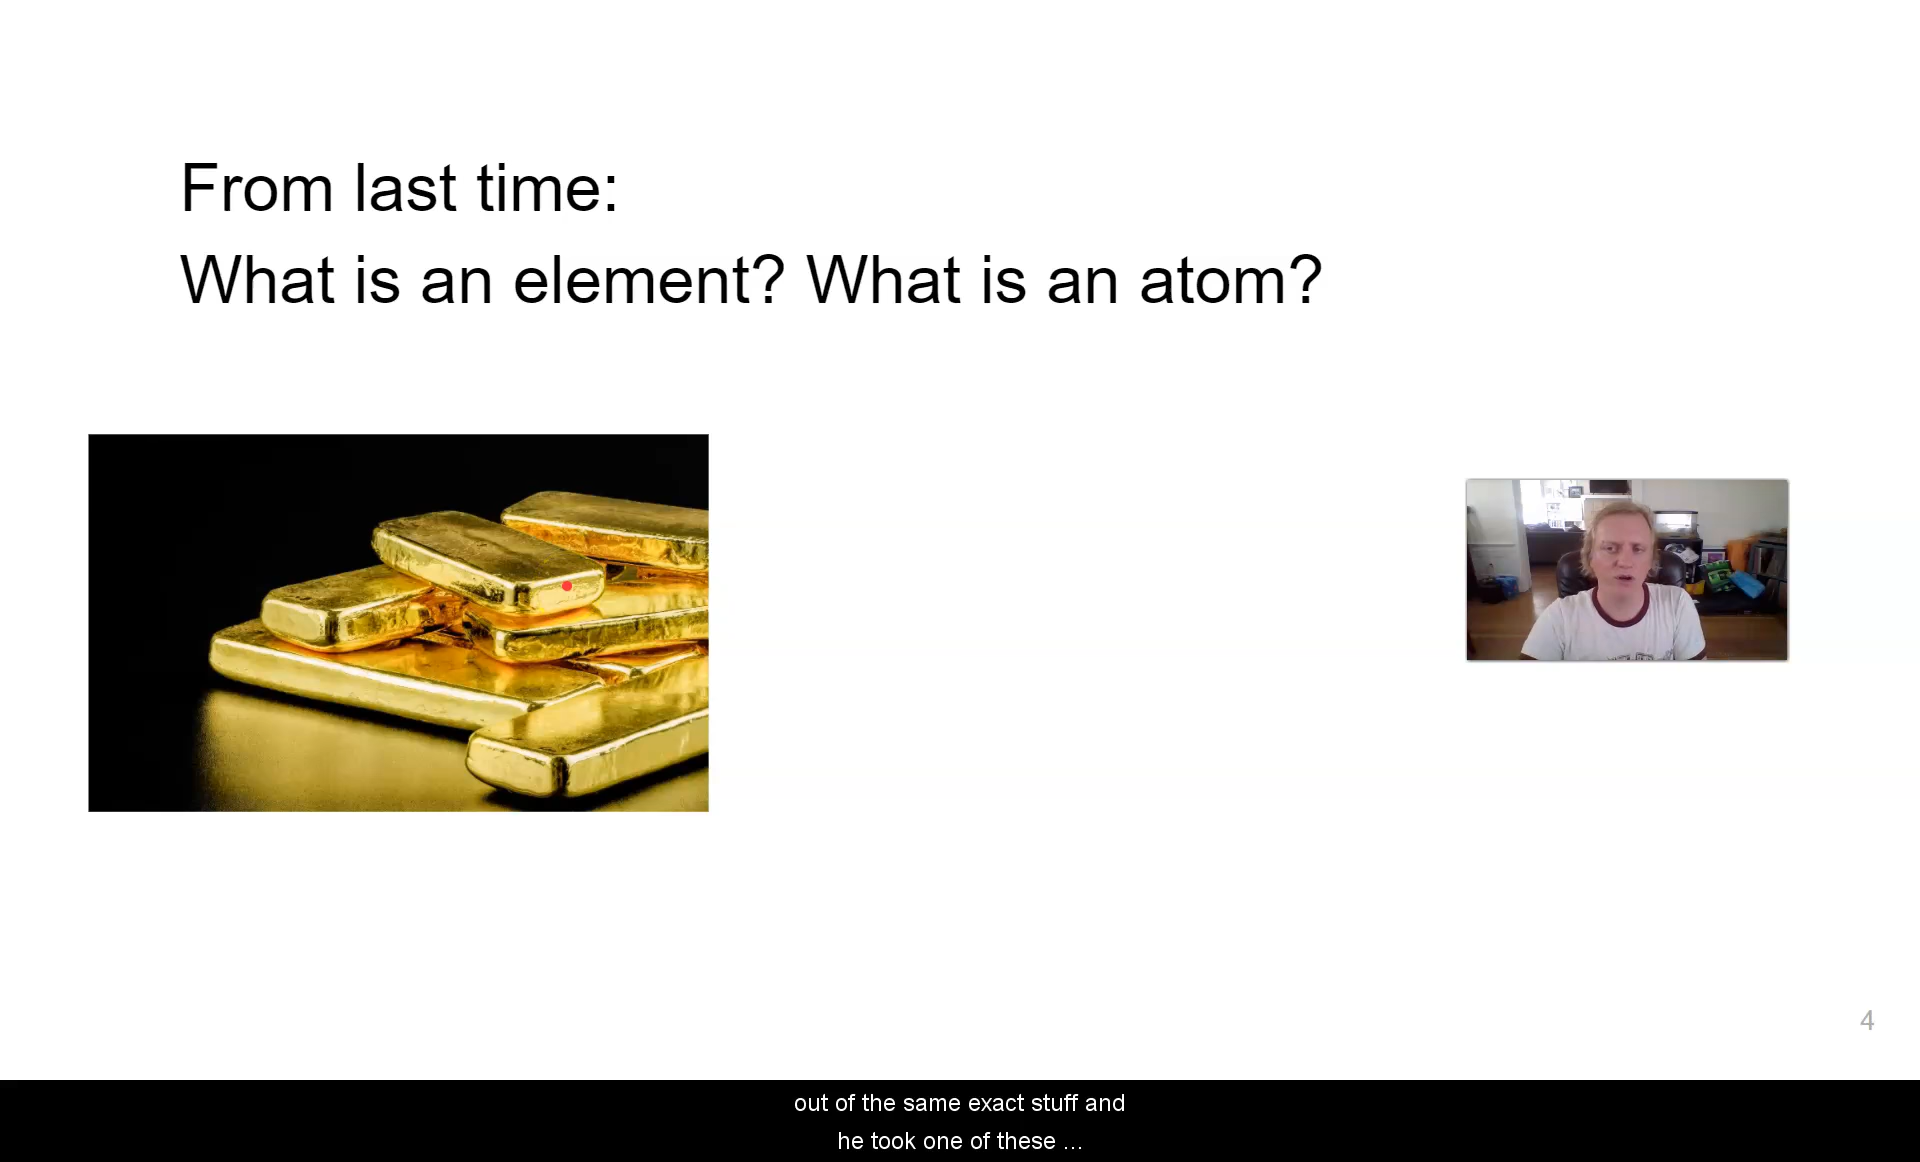 From last time:
What is an element? What is an atom?
4
out of the same exact stuff and
he took one of these ...